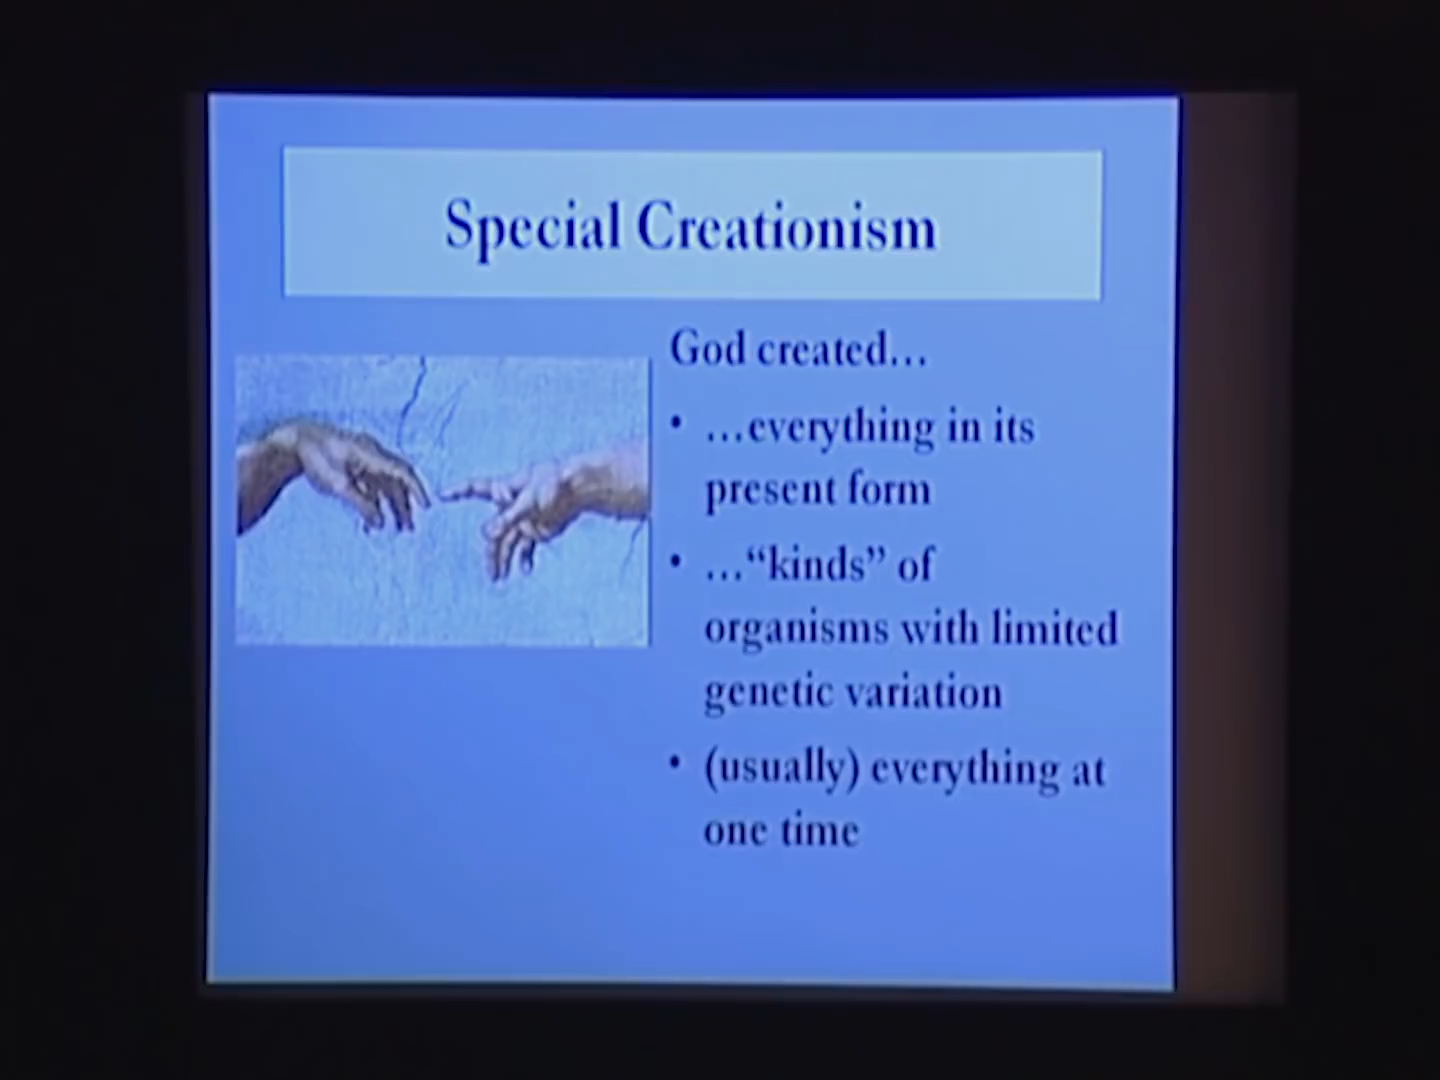 Special Creationism
God created...
• ...everything in its
present form
• ...“kinds” of
organisms with limited
genetic variation
• (usually) everything at
one time